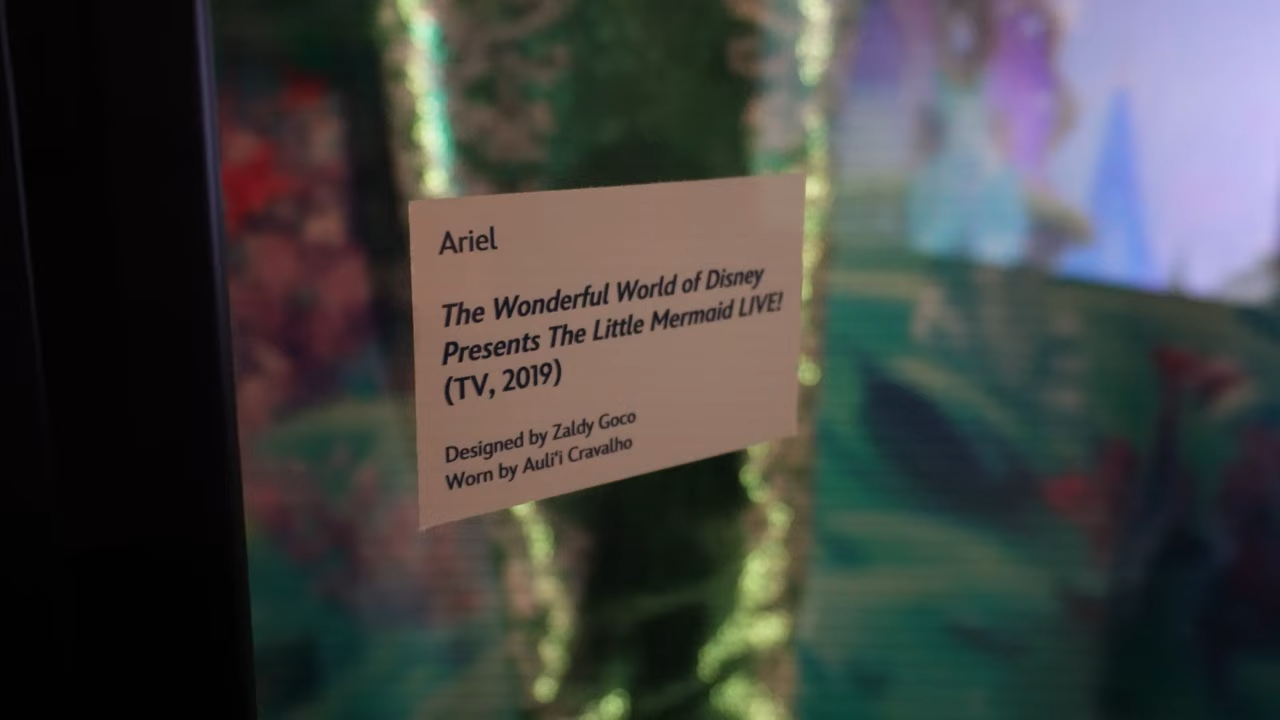 Ariel
The Wonderful World of Disney
Presents The Little Mermaid LIVE!
(TV, 2019)
Designed by Zaldy Goco
Worn by Auliʻi Cravalho